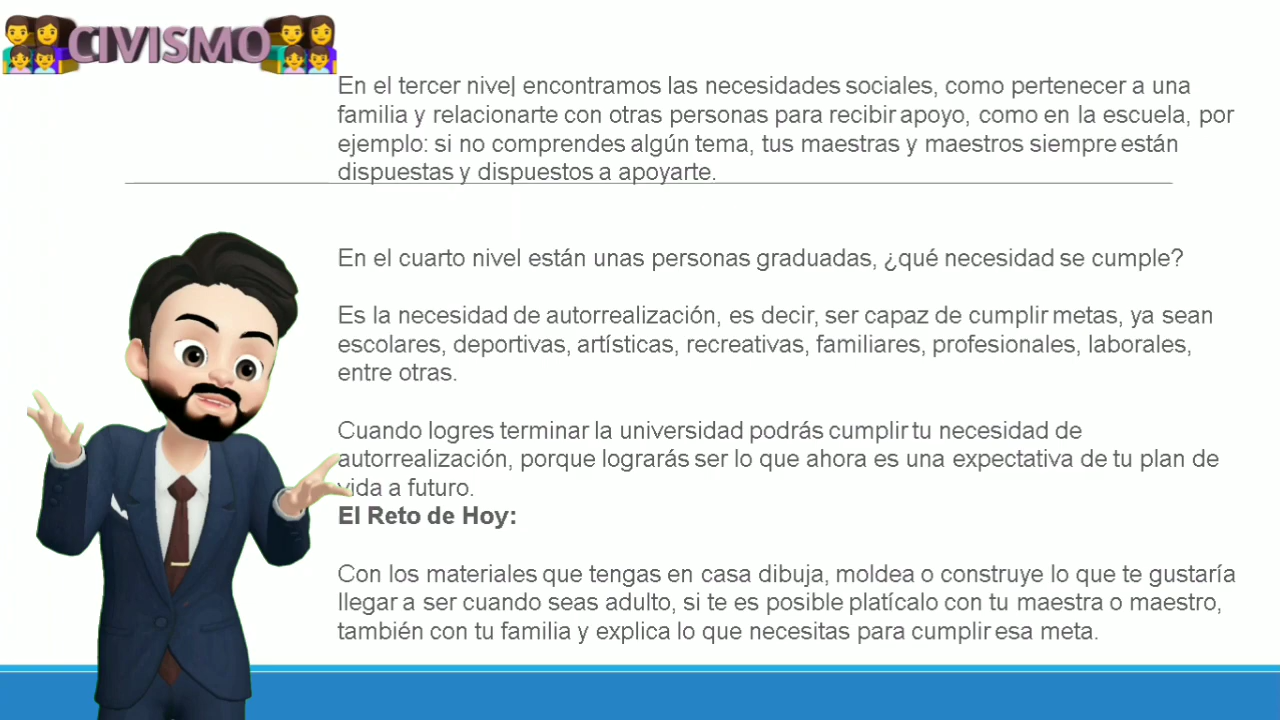 CIVISMO
En el tercer nivel encontramos las necesidades sociales, como pertenecer a una
familia y relacionarte con otras personas para recibir apoyo, como en la escuela, por
ejemplo: si no comprendes algún tema, tus maestras y maestros siempre están
dispuestas y dispuestos a apoyarte.
En el cuarto nivel están unas personas graduadas, ¿qué necesidad se cumple?
Es la necesidad de autorrealización, es decir, ser capaz de cumplir metas, ya sean
escolares, deportivas, artísticas, recreativas, familiares, profesionales, laborales,
entre otras.
Cuando logres terminar la universidad podrás cumplir tu necesidad de
autorrealización, porque lograrás ser lo que ahora es una expectativa de tu plan de
vida a futuro.
El Reto de Hoy:
Con los materiales que tengas en casa dibuja, moldea o construye lo que te gustaría
llegar a ser cuando seas adulto, si te es posible platícalo con tu maestra o maestro,
también con tu familia y explica lo que necesitas para cumplir esa meta.